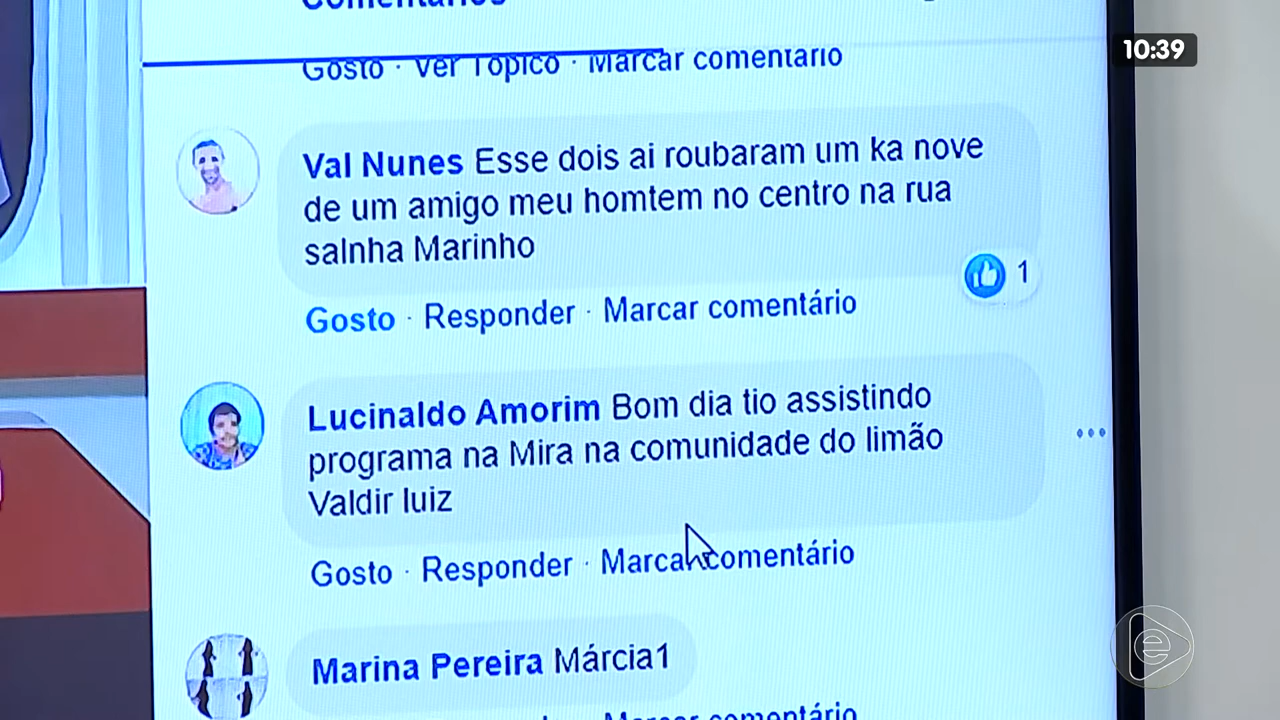 Comentários
10:39
Gosto · Ver Tópico · Marcar comentário
Val Nunes Esse dois ai roubaram um ka nove
de um amigo meu homtem no centro na rua
salnha Marinho
1
Gosto · Responder · Marcar comentário
Lucinaldo Amorim Bom dia tio assistindo
programa na Mira na comunidade do limão
Valdir luiz
Gosto · Responder · Marcar comentário
Marina Pereira Márcia1
Marcar comentário
e